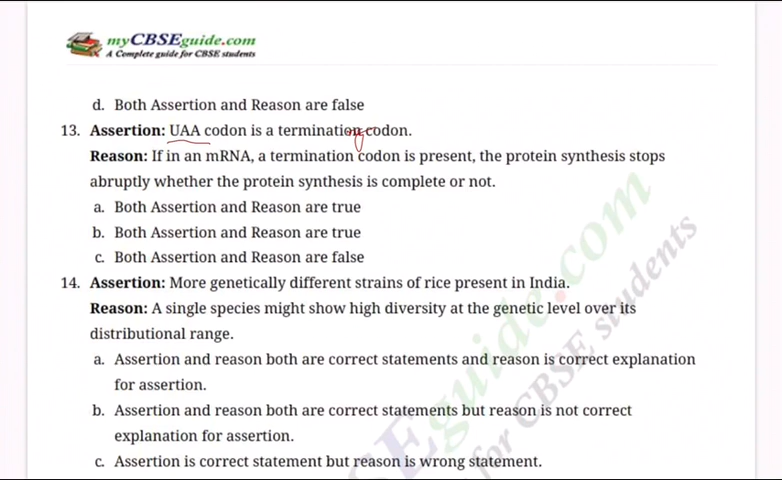 myCBSEguide.com
A Complete guide for CBSE students
d. Both Assertion and Reason are false
13. Assertion: UAA codon is a termination codon.
Reason: If in an mRNA, a termination codon is present, the protein synthesis stops
abruptly whether the protein synthesis is complete or not.
a. Both Assertion and Reason are true
b. Both Assertion and Reason are true
c. Both Assertion and Reason are false
14. Assertion: More genetically different strains of rice present in India.
Reason: A single species might show high diversity at the genetic level over its
distributional range.
a. Assertion and reason both are correct statements and reason is correct explanation
for assertion.
b. Assertion and reason both are correct statements but reason is not correct
explanation for assertion.
c. Assertion is correct statement but reason is wrong statement.
SEguide.com
for CBSE students